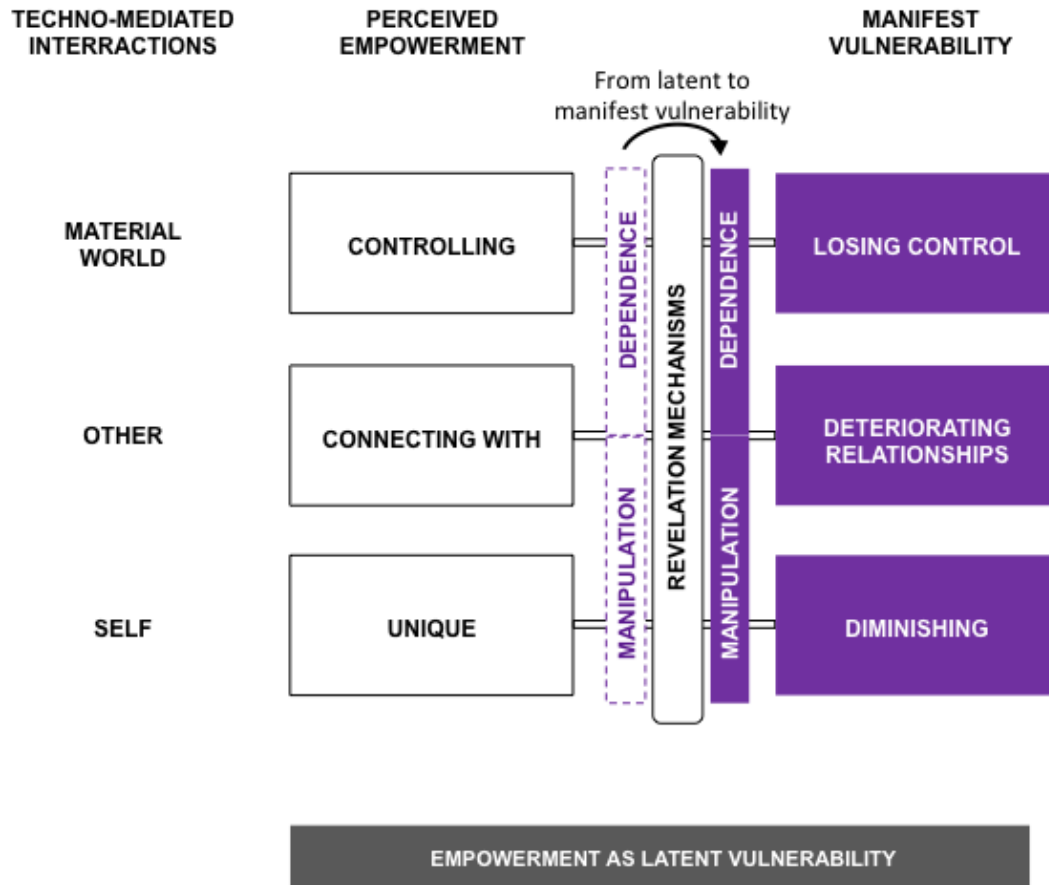 TECHNO-MEDIATED
INTERRACTIONS
PERCEIVED
EMPOWERMENT
MANIFEST
VULNERABILITY
From latent to
manifest vulnerability
MATERIAL
WORLD
CONTROLLING
DEPENDENCE
REVELATION MECHANISMS
DEPENDENCE
LOSING CONTROL
OTHER
CONNECTING WITH
DETERIORATING
RELATIONSHIPS
SELF
UNIQUE
MANIPULATION
MANIPULATION
DIMINISHING
EMPOWERMENT AS LATENT VULNERABILITY